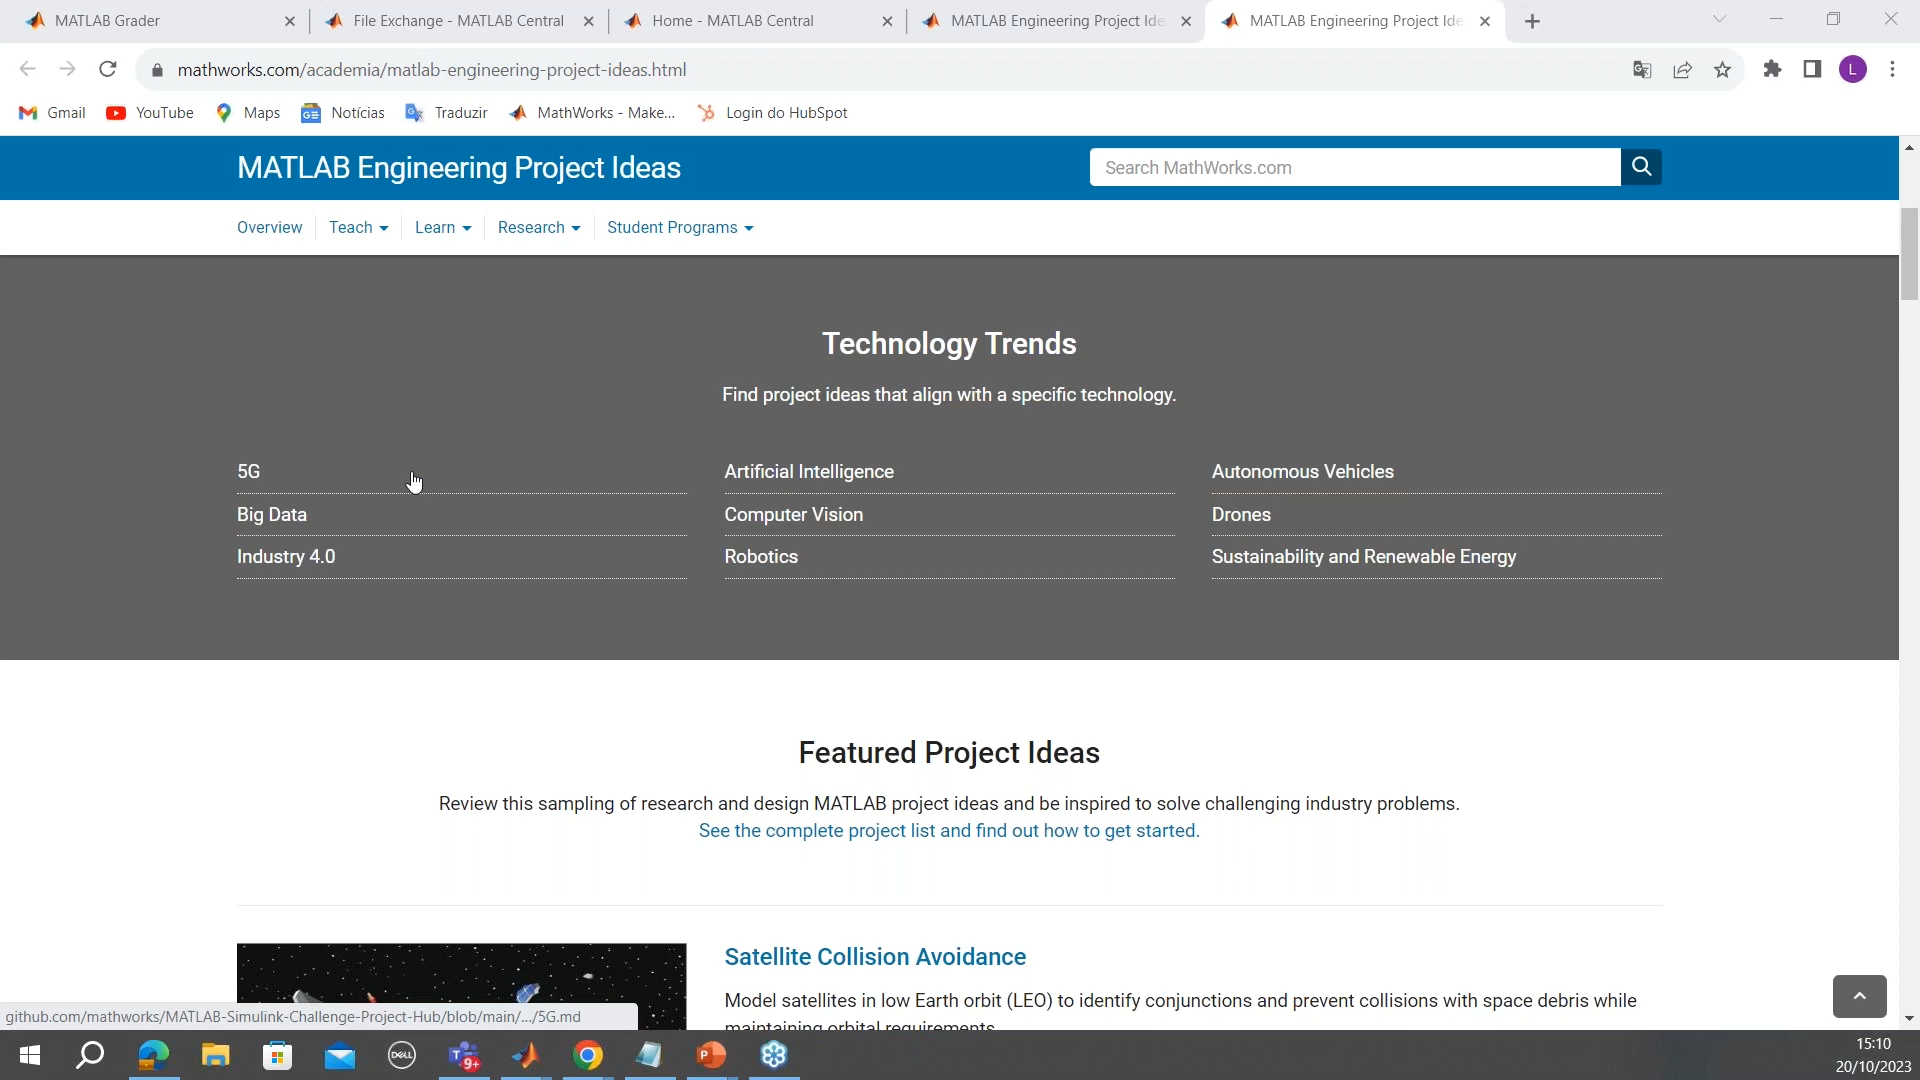 MATLAB Grader
File Exchange - MATLAB Central
Home - MATLAB Central
MATLAB Engineering Project Ide
MATLAB Engineering Project Ide
mathworks.com/academia/matlab-engineering-project-ideas.html
L
Gmail
YouTube
Maps
Notícias
Traduzir
MathWorks - Make...
Login do HubSpot
MATLAB Engineering Project Ideas
Search MathWorks.com
Overview
Teach
Learn
Research
Student Programs
Technology Trends
Find project ideas that align with a specific technology.
5G
Artificial Intelligence
Autonomous Vehicles
Big Data
Computer Vision
Drones
Industry 4.0
Robotics
Sustainability and Renewable Energy
Featured Project Ideas
Review this sampling of research and design MATLAB project ideas and be inspired to solve challenging industry problems.
See the complete project list and find out how to get started.
Satellite Collision Avoidance
Model satellites in low Earth orbit (LEO) to identify conjunctions and prevent collisions with space debris while
maintaining orbital requirements
github.com/mathworks/MATLAB-Simulink-Challenge-Project-Hub/blob/main/.../5G.md
DELL
9+
15:10
20/10/2023